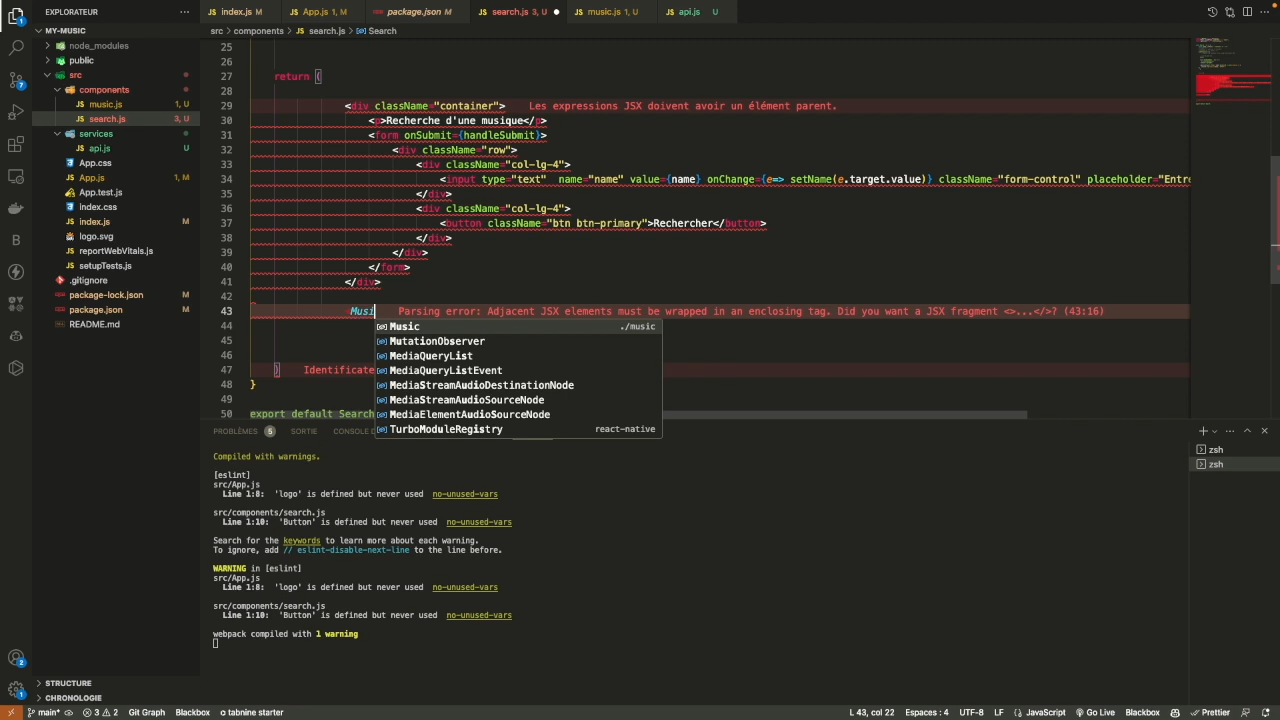 EXPLORATEUR
MY-MUSIC
node_modules
public
src
components
music.js 1, U
search.js 3, U
services
api.js U
App.css
App.js 1, M
App.test.js
index.css
index.js M
logo.svg
reportWebVitals.js
setupTests.js
.gitignore
package-lock.json M
package.json M
README.md
STRUCTURE
CHRONOLOGIE
JS index.js M
JS App.js 1, M
package.json M
JS search.js 3, U
JS music.js 1, U
JS api.js U
src > components > JS search.js > Search
25
26
27 return (
28
29 <div className="container"> Les expressions JSX doivent avoir un élément parent.
30 <p>Recherche d'une musique</p>
31 <form onSubmit={handleSubmit}>
32 <div className="row">
33 <div className="col-lg-4">
34 <input type="text" name="name" value={name} onChange={e=> setName(e.target.value)} className="form-control" placeholder="Entre
35 </div>
36 <div className="col-lg-4">
37 <button className="btn btn-primary">Rechercher</button>
38 </div>
39 </div>
40 </form>
41 </div>
42
43 <Musi Parsing error: Adjacent JSX elements must be wrapped in an enclosing tag. Did you want a JSX fragment <>...</>? (43:16)
44
45
46
47 ) Identificate
48 }
49
50 export default Search
Music ./music
MutationObserver
MediaQueryList
MediaQueryListEvent
MediaStreamAudioDestinationNode
MediaStreamAudioSourceNode
MediaElementAudioSourceNode
TurboModuleRegistry react-native
PROBLÈMES 5 SORTIE CONSOLE D
zsh
zsh
Compiled with warnings.
[eslint]
src/App.js
Line 1:8: 'logo' is defined but never used no-unused-vars
src/components/search.js
Line 1:10: 'Button' is defined but never used no-unused-vars
Search for the keywords to learn more about each warning.
To ignore, add // eslint-disable-next-line to the line before.
WARNING in [eslint]
src/App.js
Line 1:8: 'logo' is defined but never used no-unused-vars
src/components/search.js
Line 1:10: 'Button' is defined but never used no-unused-vars
webpack compiled with 1 warning
main* 3 2 Git Graph Blackbox tabnine starter L 43, col 22 Espaces : 4 UTF-8 LF JavaScript Go Live Blackbox Prettier